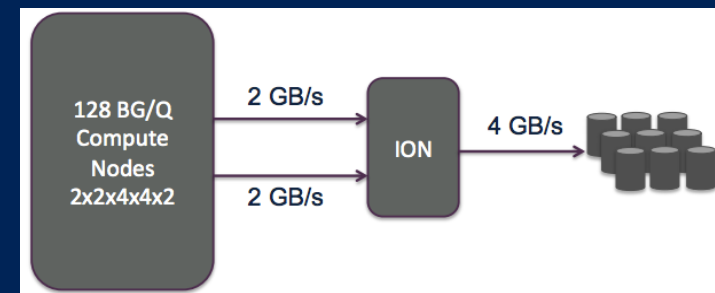 128 BG/Q
Compute
Nodes
2x2x4x4x2
2 GB/s
2 GB/s
ION
4 GB/s